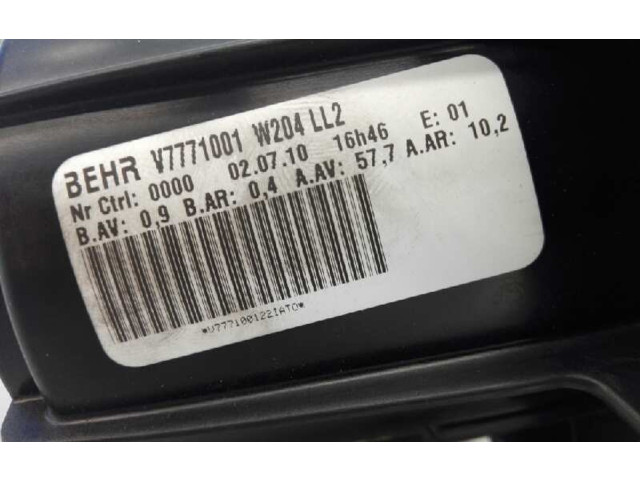 BEHR V7771001 W204 LL2
Nr Ctrl: 0000 02.07.10 16h46 E: 01
B.AV: 0,9 B.AR: 0,4 A.AV: 57,7 A.AR: 10,2
*V777100122IATO*